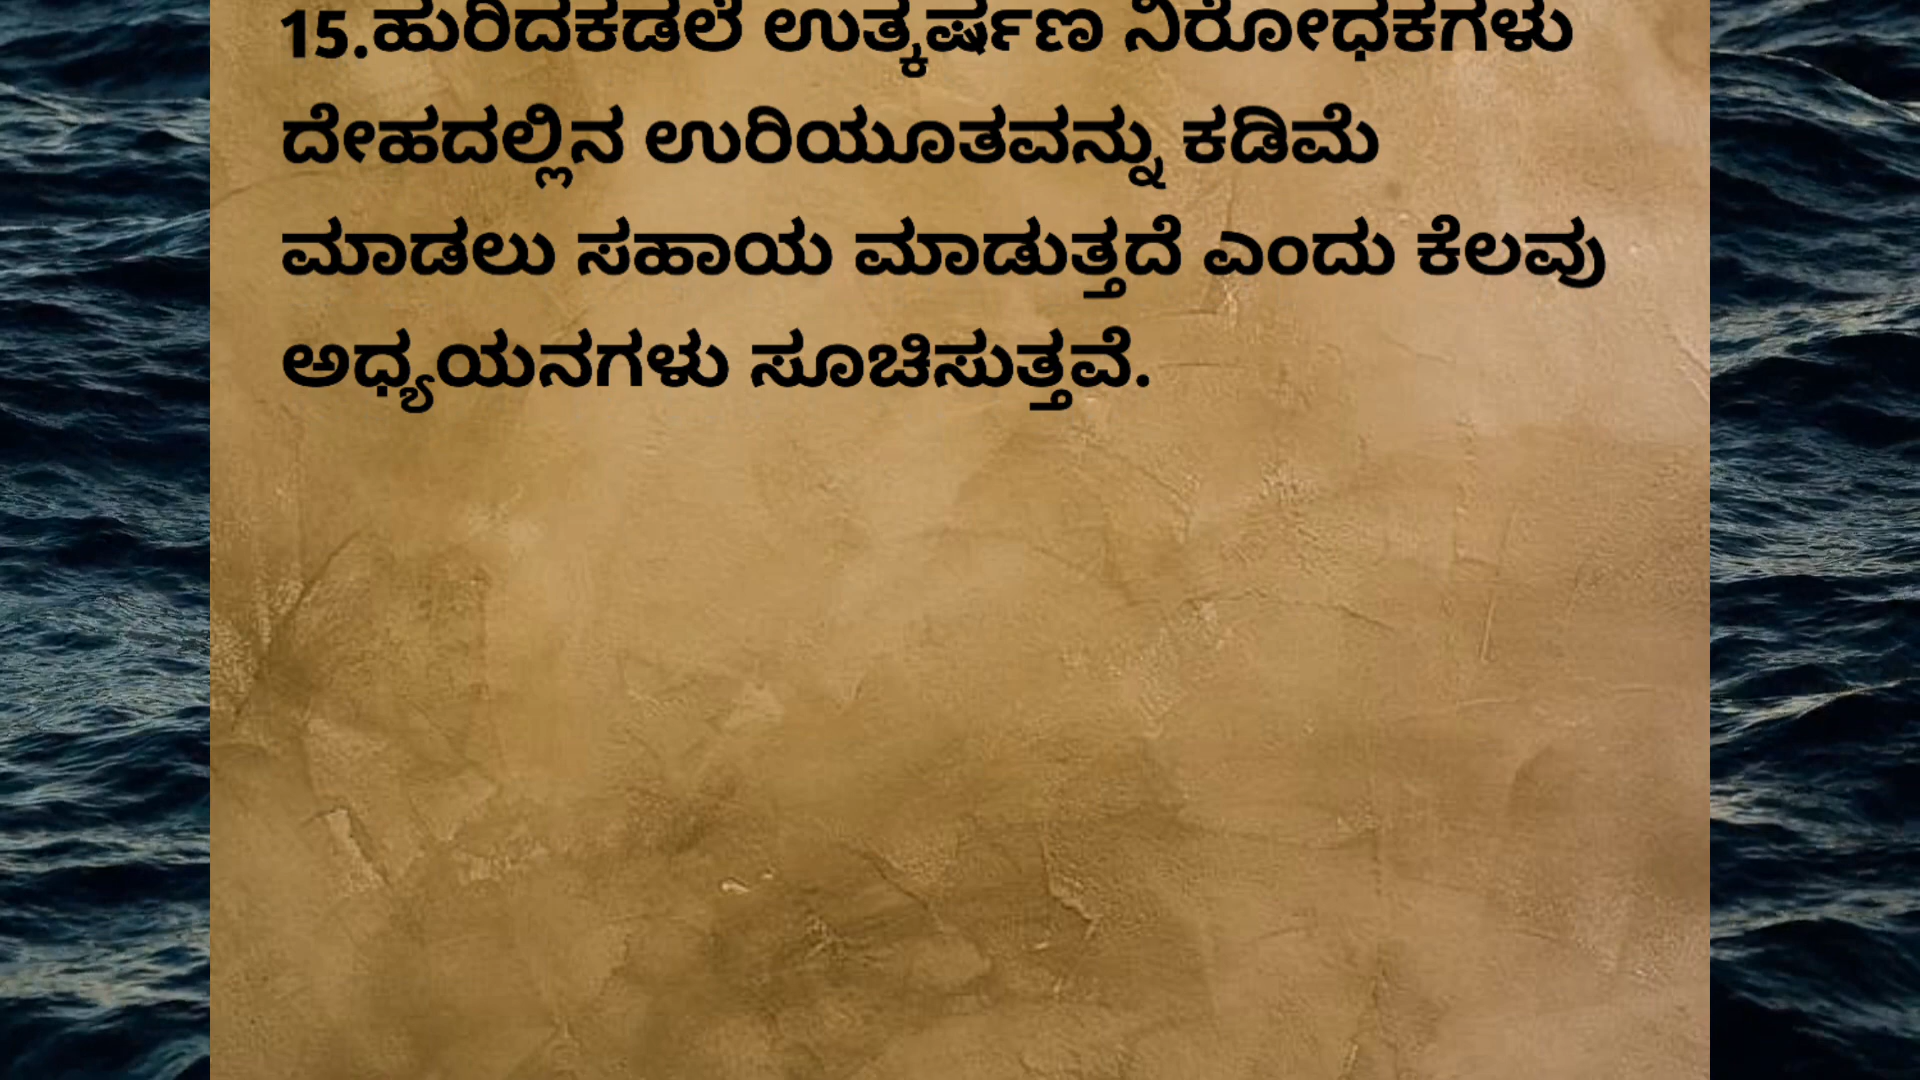 15.ಹುರಿದಕಡಲೆ ಉತ್ಕರ್ಷಣ ನಿರೋಧಕಗಳು
ದೇಹದಲ್ಲಿನ ಉರಿಯೂತವನ್ನು ಕಡಿಮೆ
ಮಾಡಲು ಸಹಾಯ ಮಾಡುತ್ತದೆ ಎಂದು ಕೆಲವು
ಅಧ್ಯಯನಗಳು ಸೂಚಿಸುತ್ತವೆ.